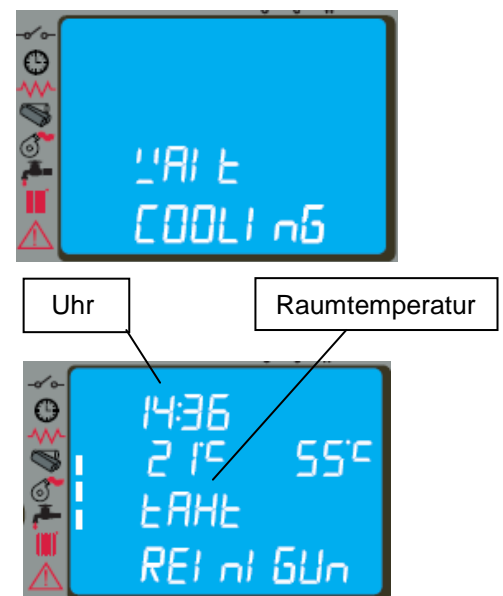 WAIt
COOLInG
Uhr
Raumtemperatur
14:36
21°C 55°C
tAHt
REInIGUn